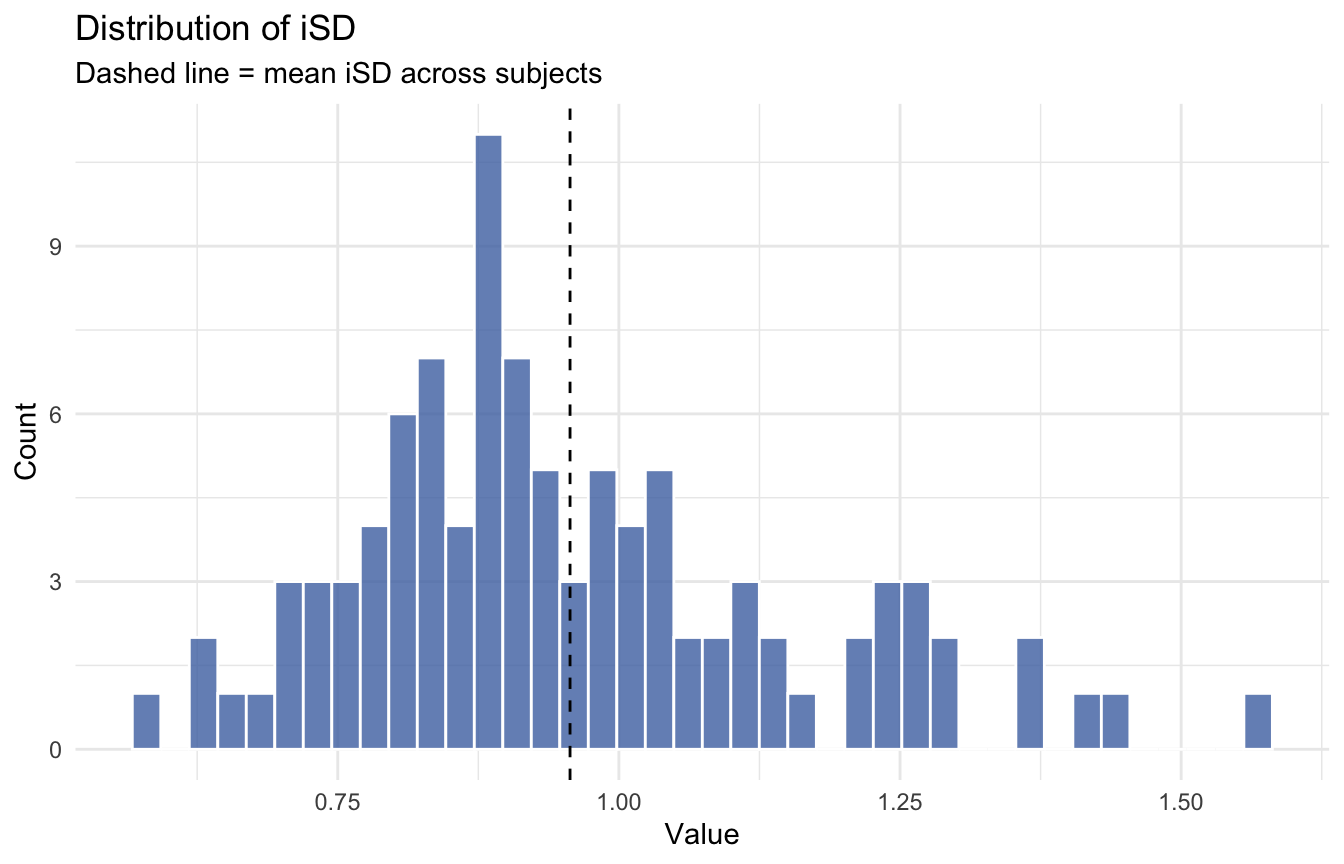 Distribution of iSD
Dashed line = mean iSD across subjects
Count
9
6
3
0
0.75 1.00 1.25 1.50
Value